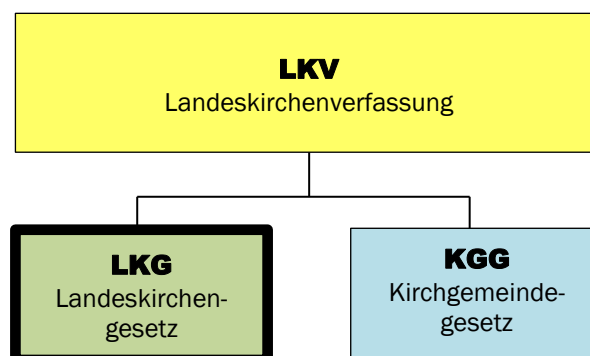 LKV
Landeskirchenverfassung
LKG
Landeskirchen-
gesetz
KGG
Kirchgemeinde-
gesetz